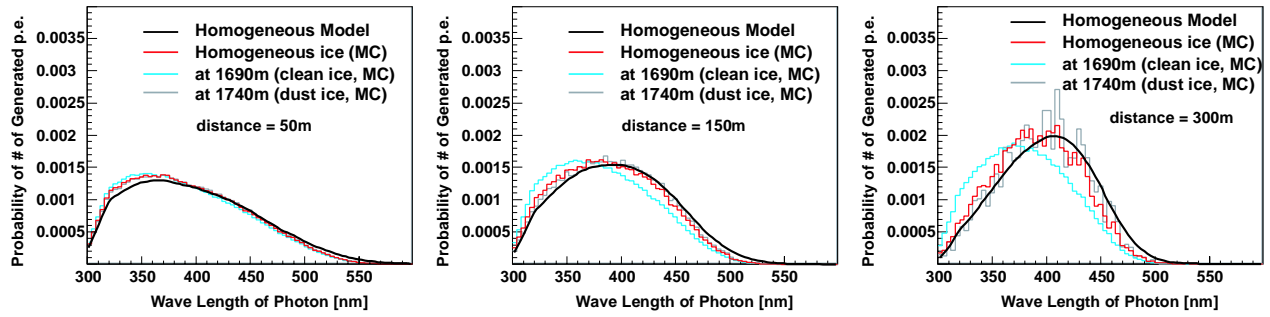 Probability of # of Generated p.e.
0.0035
0.003
0.0025
0.002
0.0015
0.001
0.0005
Homogeneous Model
Homogeneous ice (MC)
at 1690m (clean ice, MC)
at 1740m (dust ice, MC)
distance = 50m
300 350 400 450 500 550
Wave Length of Photon [nm]
Probability of # of Generated p.e.
0.0035
0.003
0.0025
0.002
0.0015
0.001
0.0005
Homogeneous Model
Homogeneous ice (MC)
at 1690m (clean ice, MC)
at 1740m (dust ice, MC)
distance = 150m
300 350 400 450 500 550
Wave Length of Photon [nm]
Probability of # of Generated p.e.
0.0035
0.003
0.0025
0.002
0.0015
0.001
0.0005
Homogeneous Model
Homogeneous ice (MC)
at 1690m (clean ice, MC)
at 1740m (dust ice, MC)
distance = 300m
300 350 400 450 500 550
Wave Length of Photon [nm]